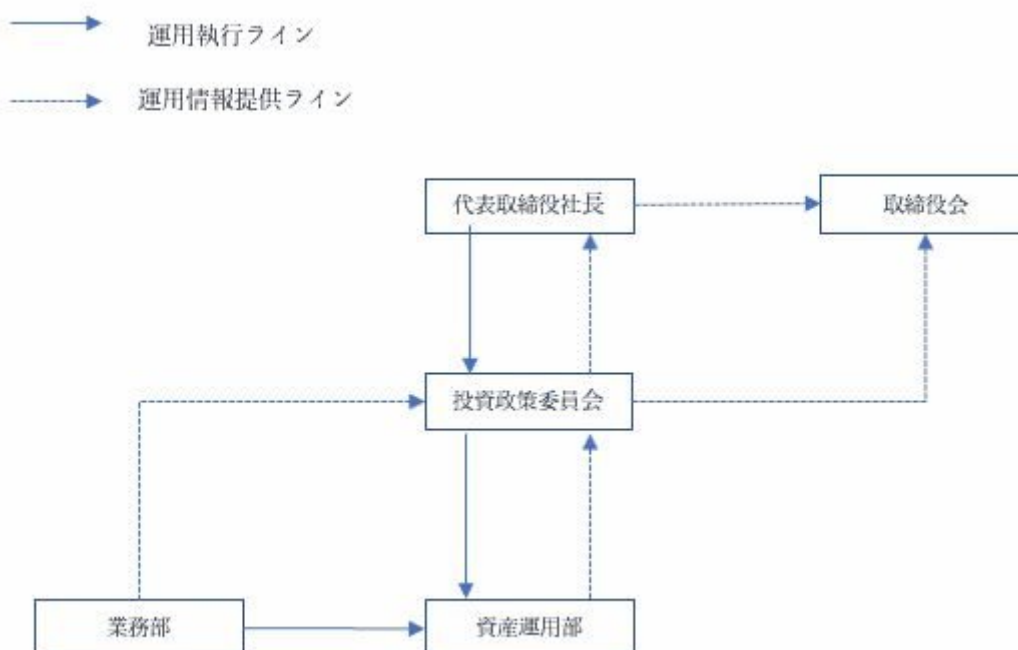 運用執行ライン
運用情報提供ライン
代表取締役社長
取締役会
投資政策委員会
業務部
資産運用部